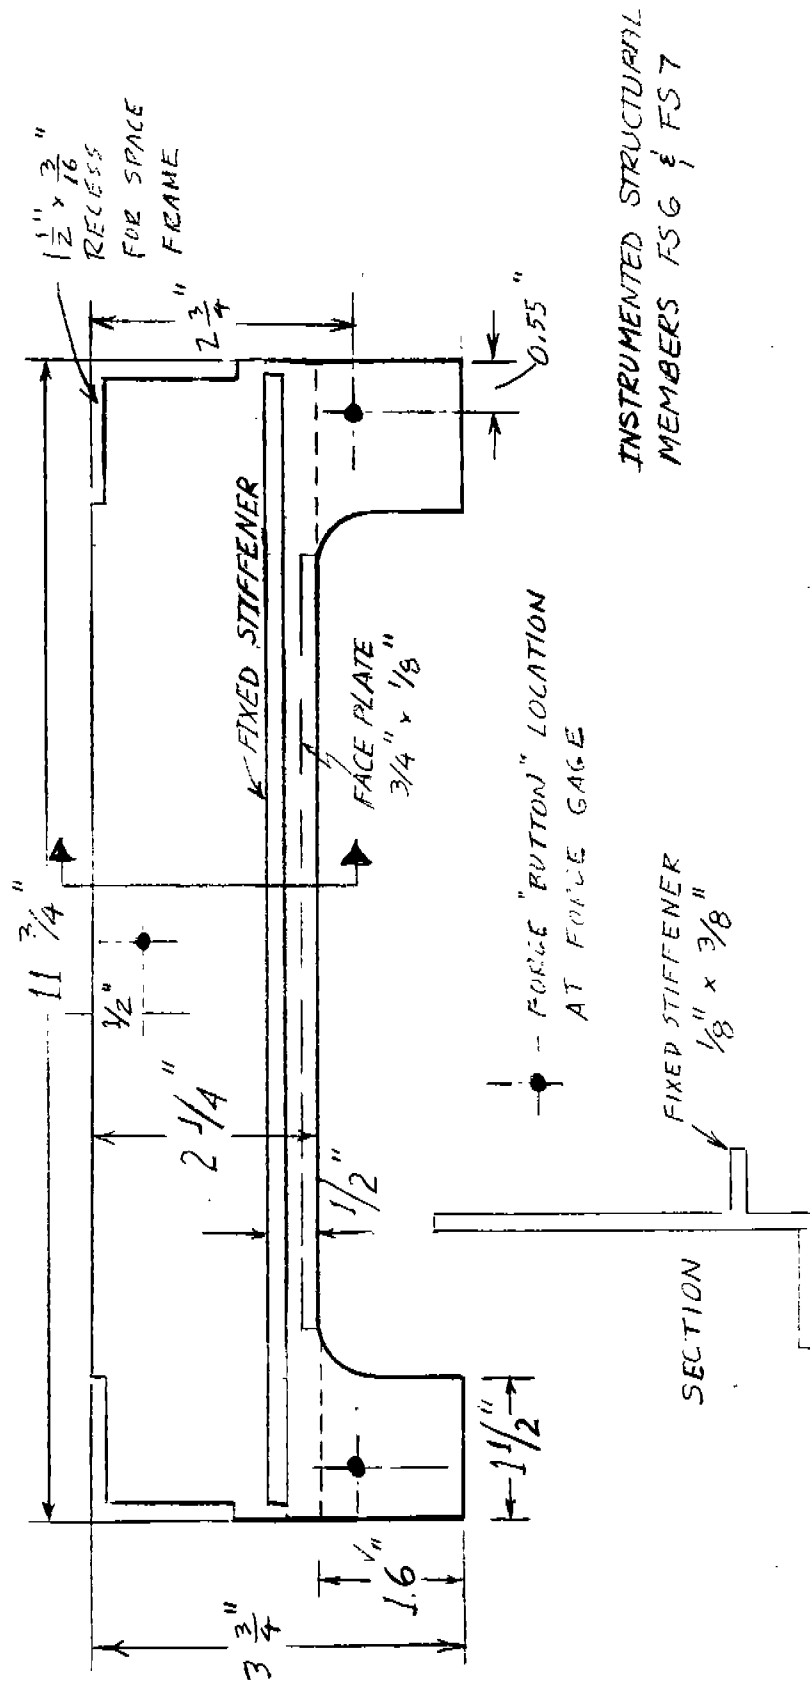 1 1/2" x 3/16"
RECESS
FOR SPACE
FRAME
11 3/4"
2 3/4"
1/2"
2 1/4"
FIXED STIFFENER
1/2"
FACE PLATE
3/4" x 1/8"
0.55"
3 3/4"
1.6"
1 1/2"
- FORCE "BUTTON" LOCATION
AT FORCE GAGE
SECTION
FIXED STIFFENER
1/8" x 3/8"
INSTRUMENTED STRUCTURAL
MEMBERS FS6 & FS7